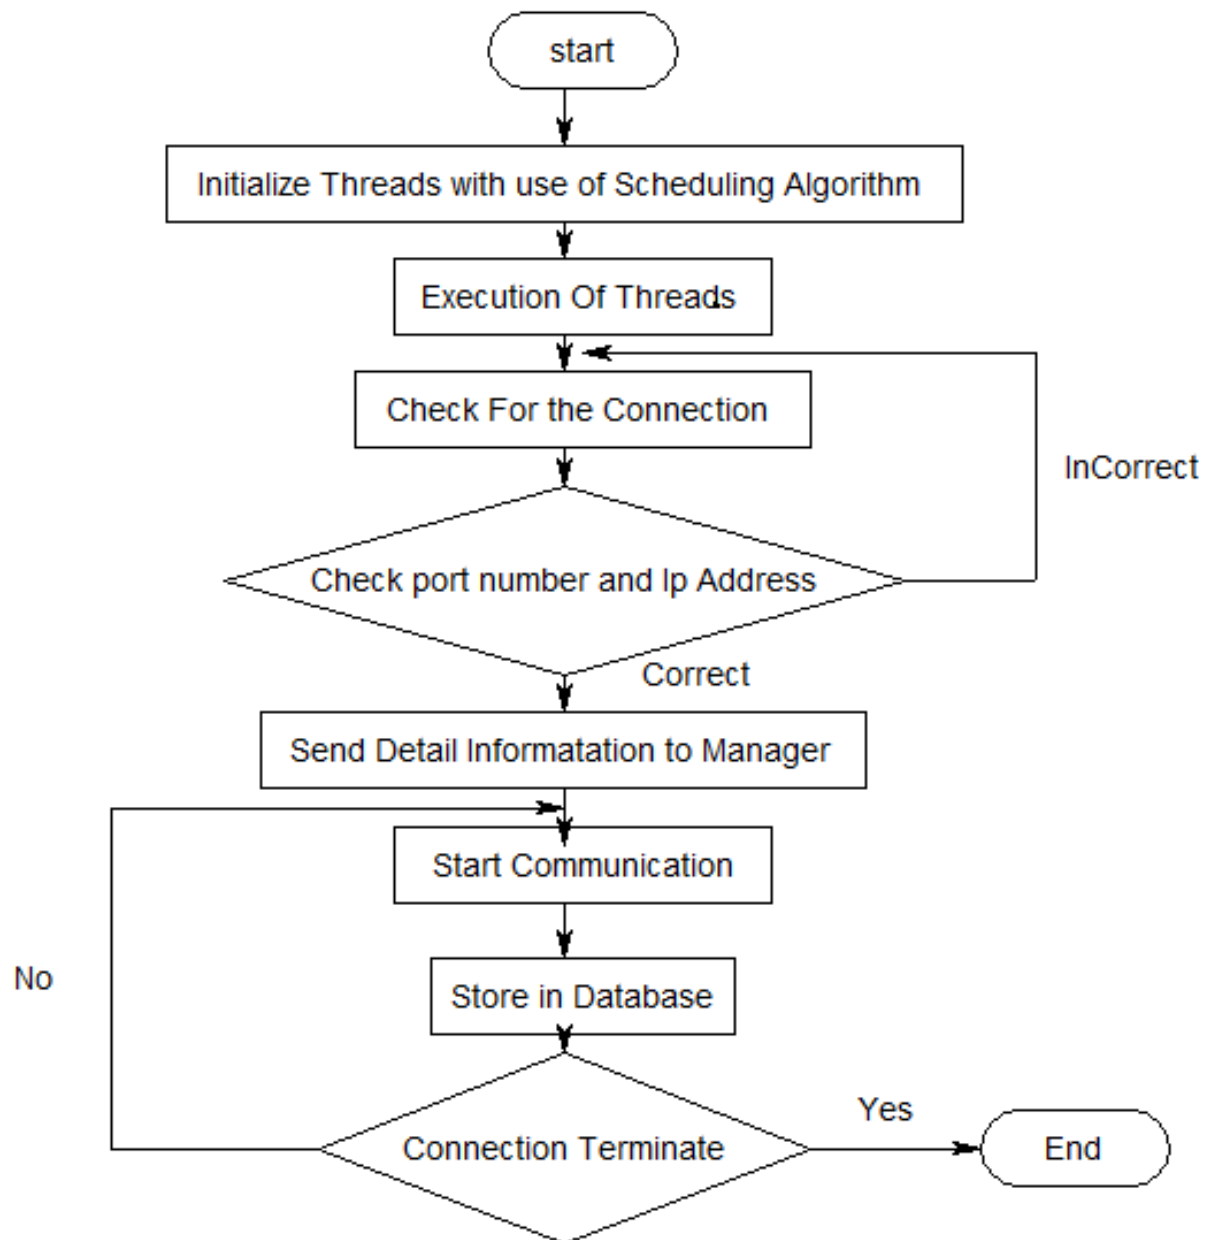 start
Initialize Threads with use of Scheduling Algorithm
Execution Of Threads
Check For the Connection
InCorrect
Check port number and Ip Address
Correct
Send Detail Informatation to Manager
Start Communication
No
Store in Database
Yes
Connection Terminate
End